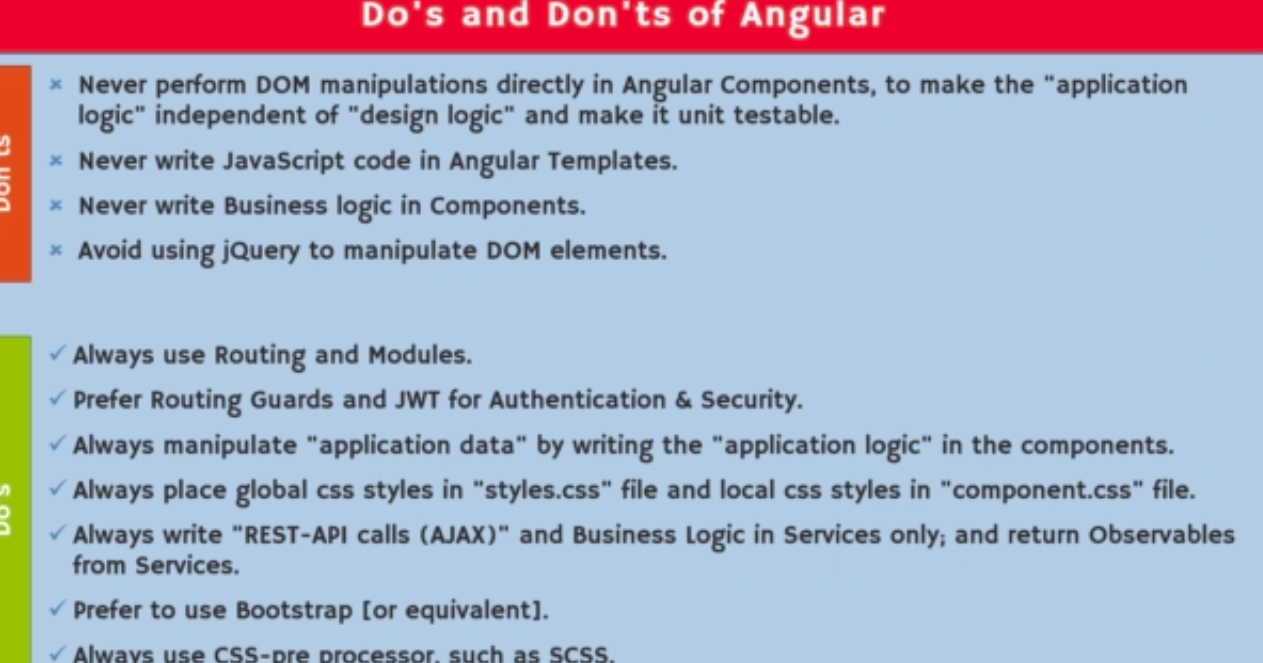 Do's and Don'ts of Angular
Don'ts
× Never perform DOM manipulations directly in Angular Components, to make the "application
logic" independent of "design logic" and make it unit testable.
× Never write JavaScript code in Angular Templates.
× Never write Business logic in Components.
× Avoid using jQuery to manipulate DOM elements.
Do's
✓ Always use Routing and Modules.
✓ Prefer Routing Guards and JWT for Authentication & Security.
✓ Always manipulate "application data" by writing the "application logic" in the components.
✓ Always place global css styles in "styles.css" file and local css styles in "component.css" file.
✓ Always write "REST-API calls (AJAX)" and Business Logic in Services only; and return Observables
from Services.
✓ Prefer to use Bootstrap [or equivalent].
✓ Always use CSS-pre processor, such as SCSS.